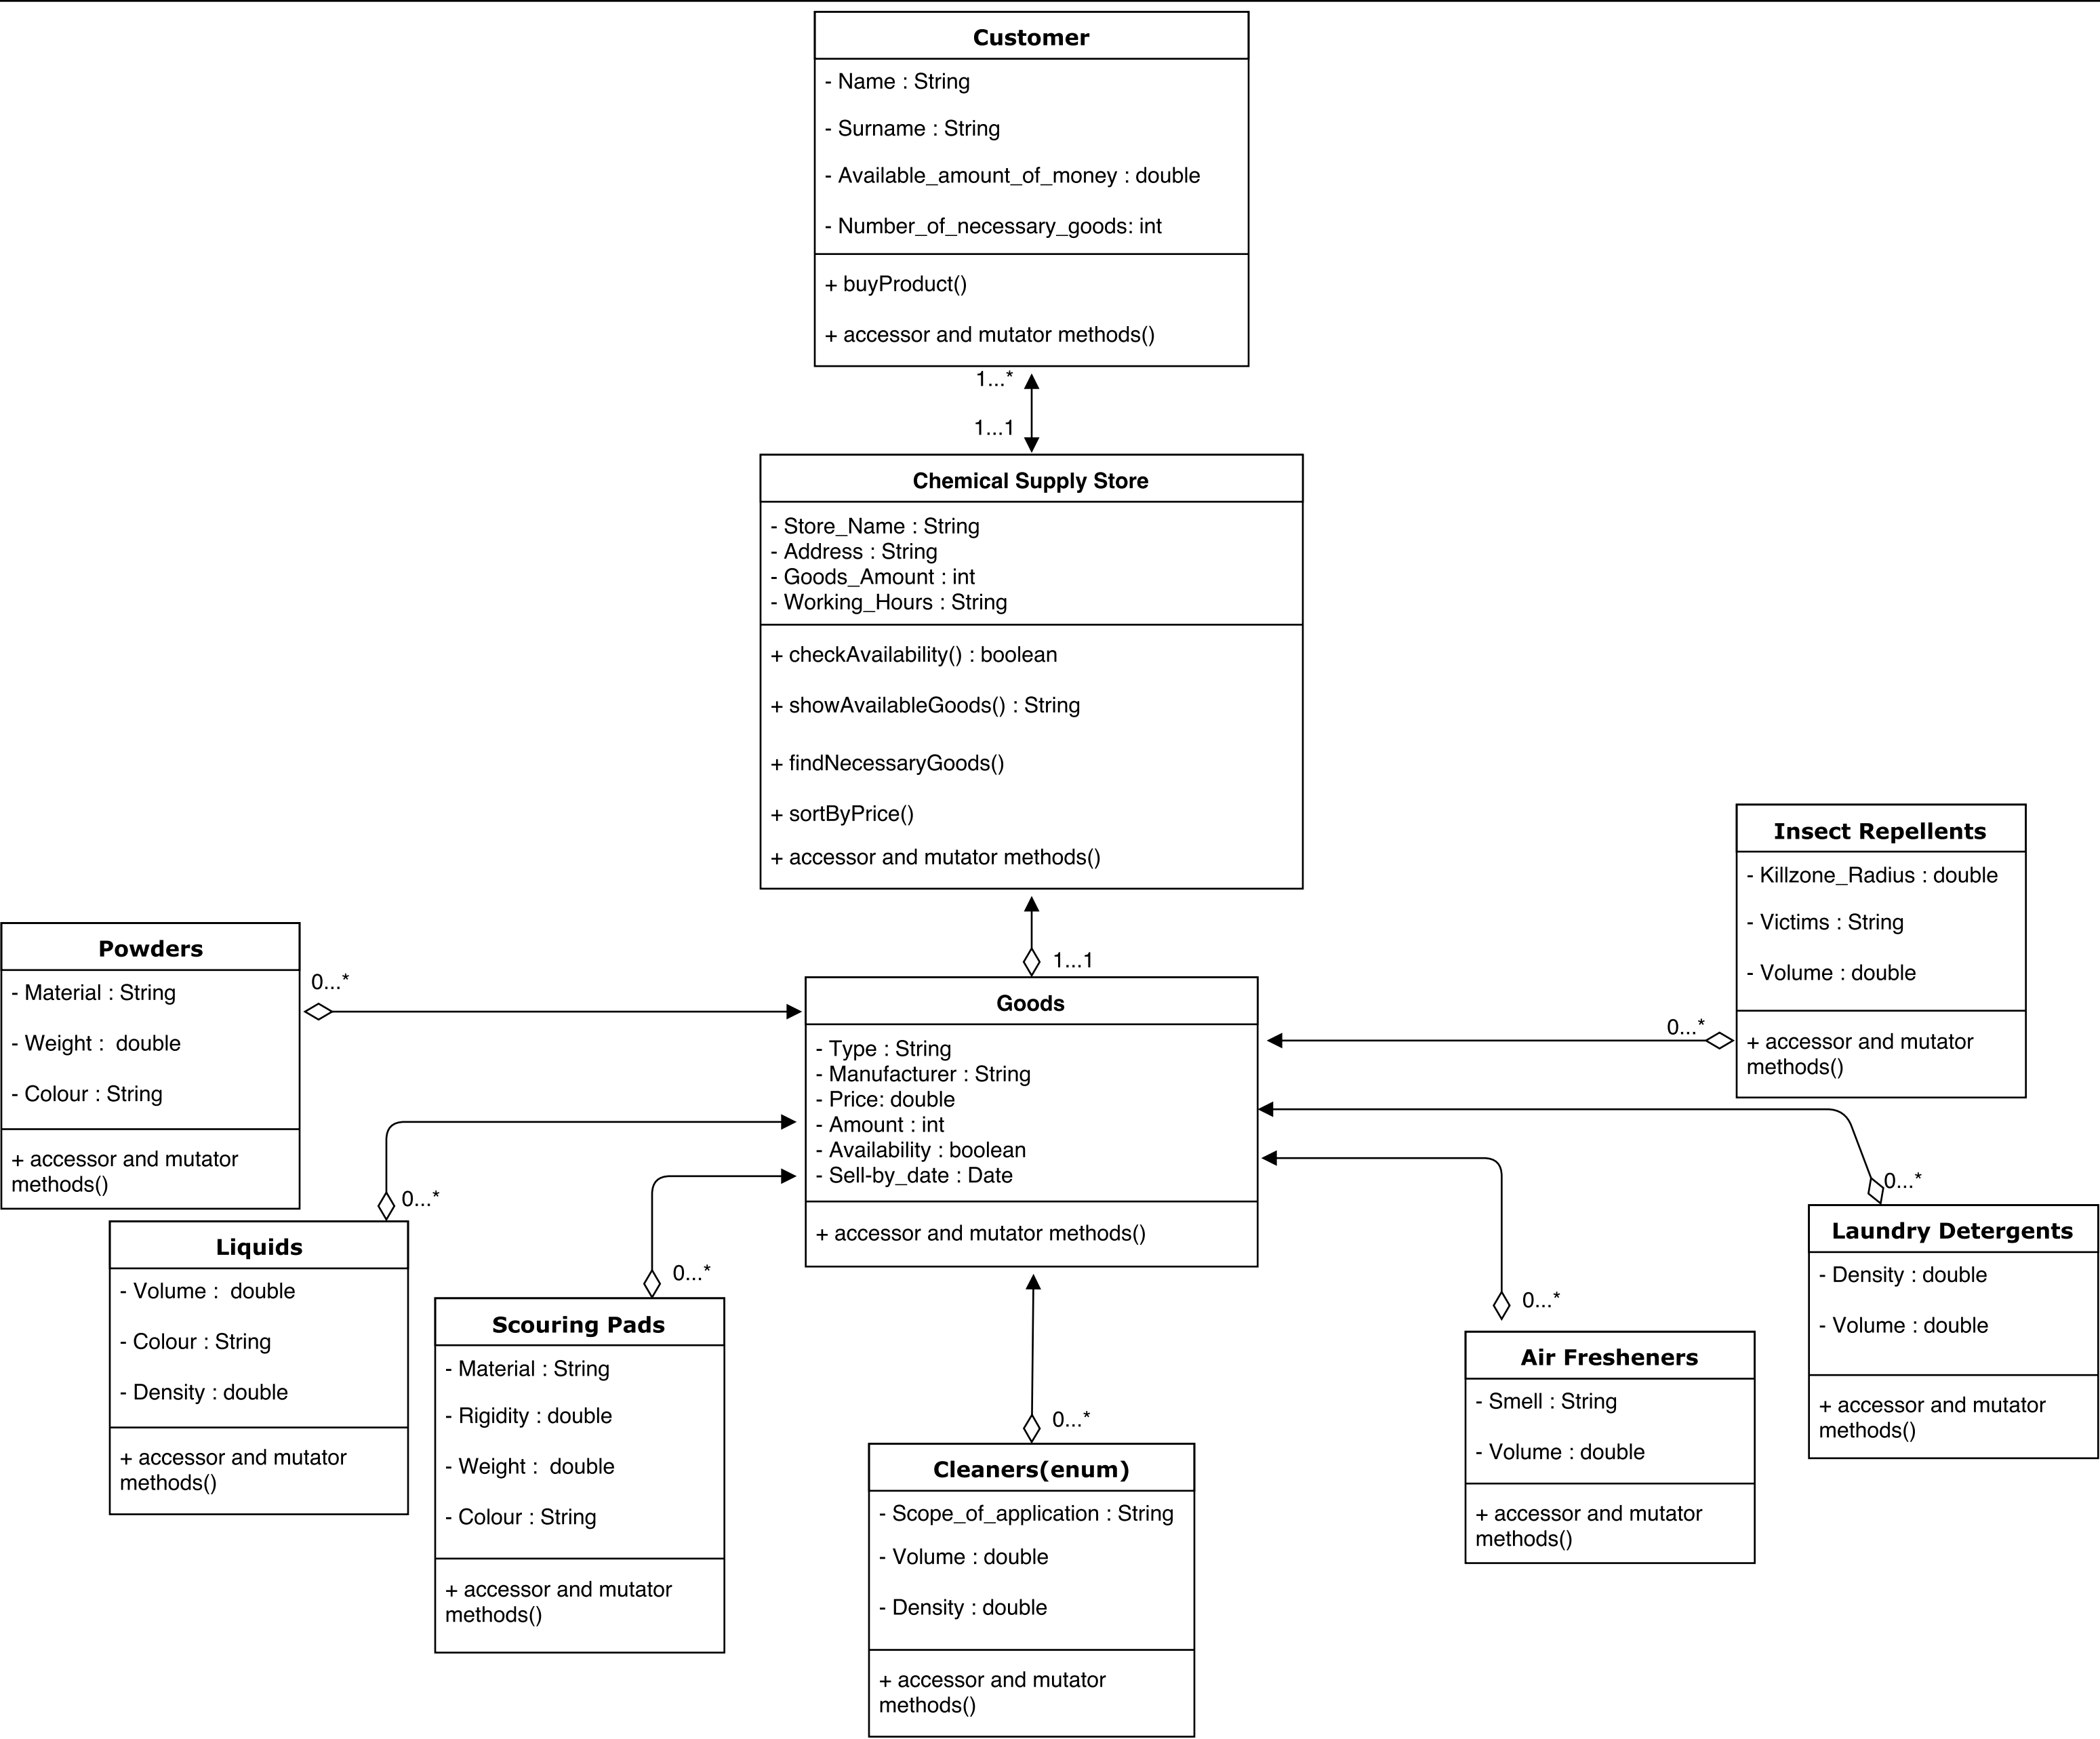 Customer
- Name : String
- Surname : String
- Available_amount_of_money : double
- Number_of_necessary_goods: int
+ buyProduct()
+ accessor and mutator methods()
1...*
1...1
Chemical Supply Store
- Store_Name : String
- Address : String
- Goods_Amount : int
- Working_Hours : String
+ checkAvailability() : boolean
+ showAvailableGoods() : String
+ findNecessaryGoods()
+ sortByPrice()
+ accessor and mutator methods()
1...1
Goods
- Type : String
- Manufacturer : String
- Price: double
- Amount : int
- Availability : boolean
- Sell-by_date : Date
+ accessor and mutator methods()
Powders
- Material : String
- Weight :  double
- Colour : String
+ accessor and mutator
methods()
0...*
Liquids
- Volume :  double
- Colour : String
- Density : double
+ accessor and mutator
methods()
0...*
Scouring Pads
- Material : String
- Rigidity : double
- Weight :  double
- Colour : String
+ accessor and mutator
methods()
0...*
Cleaners(enum)
- Scope_of_application : String
- Volume : double
- Density : double
+ accessor and mutator
methods()
0...*
Air Fresheners
- Smell : String
- Volume : double
+ accessor and mutator
methods()
0...*
Laundry Detergents
- Density : double
- Volume : double
+ accessor and mutator
methods()
0...*
Insect Repellents
- Killzone_Radius : double
- Victims : String
- Volume : double
+ accessor and mutator
methods()
0...*